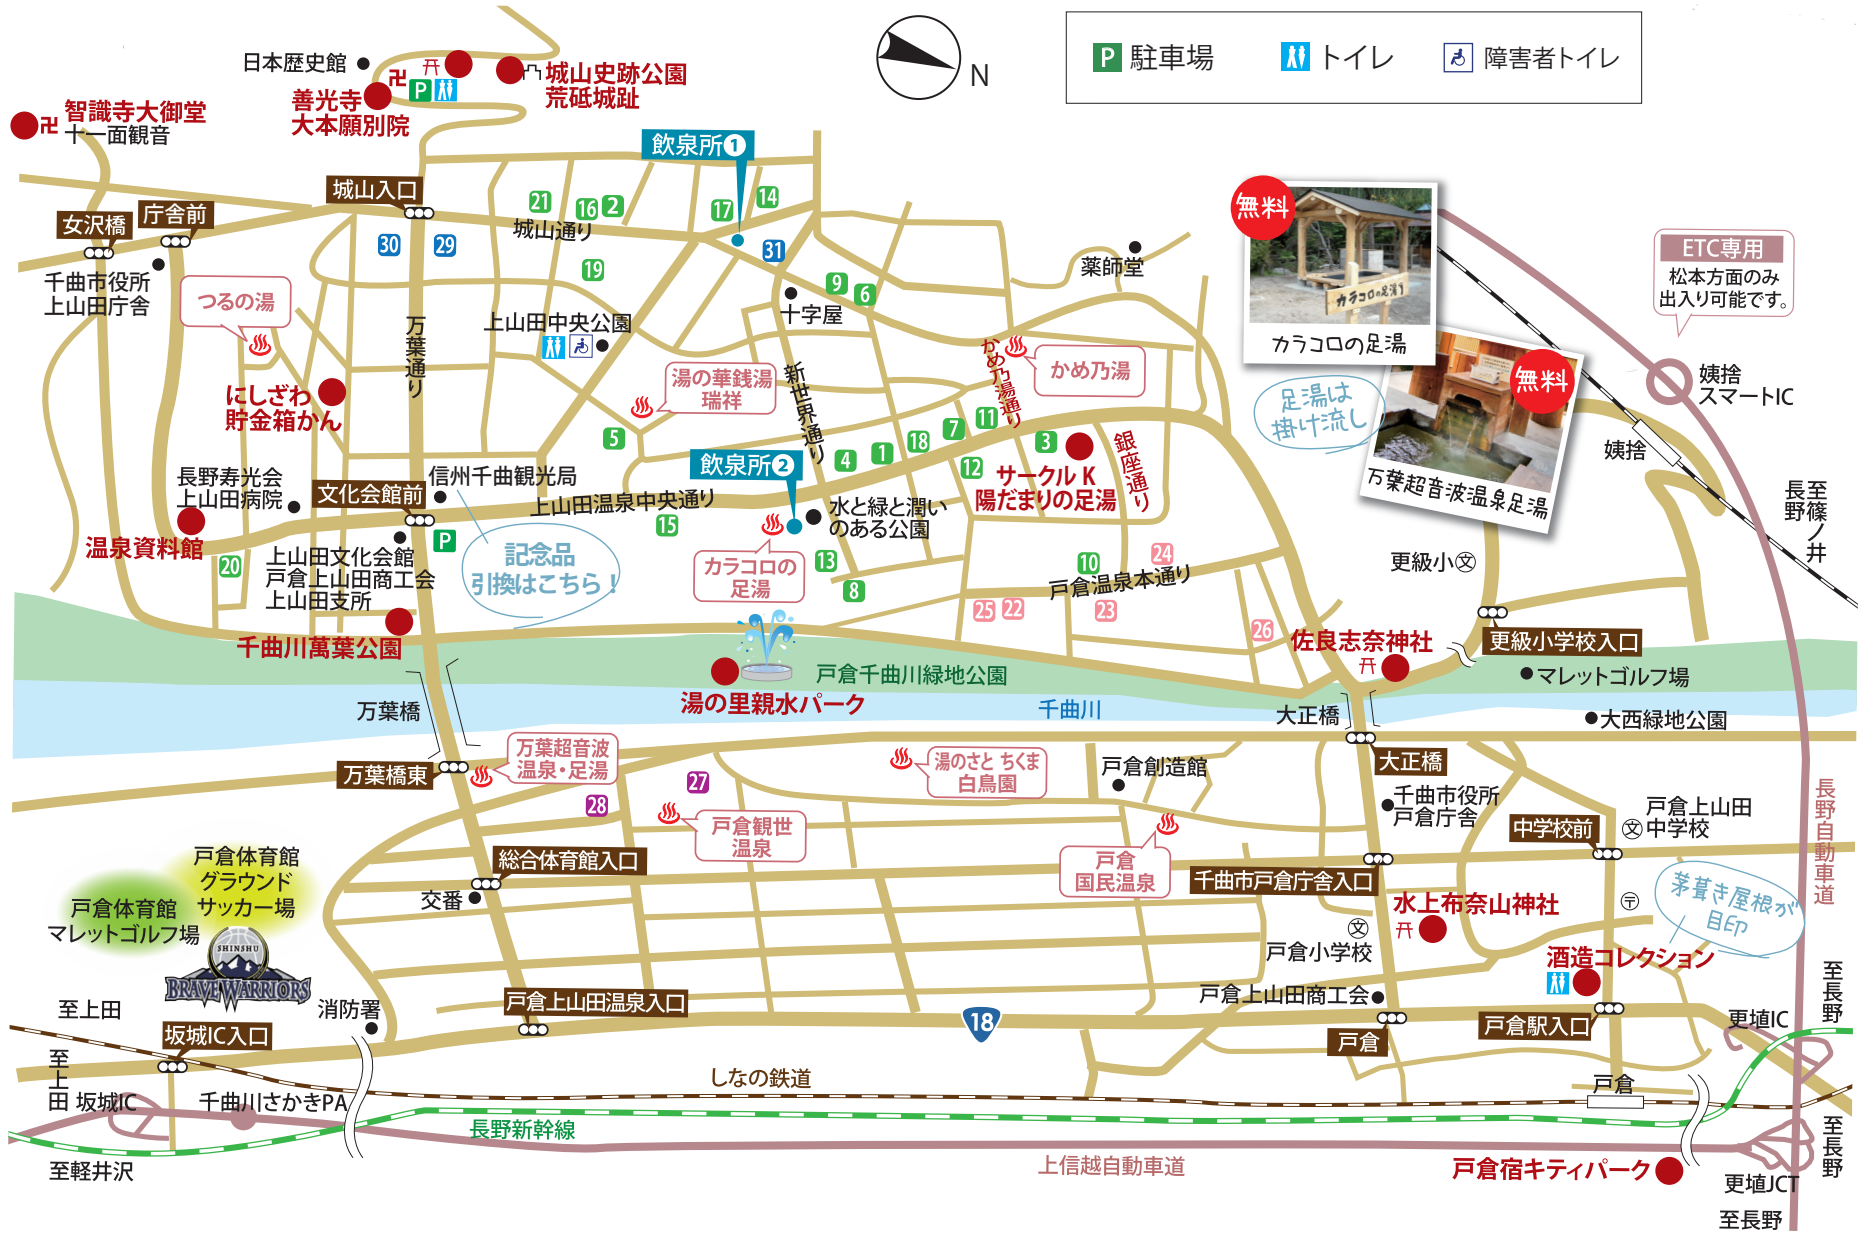 P 駐車場
トイレ
障害者トイレ
N
日本歴史館
善光寺
大本願別院
P
城山史跡公園
荒砥城趾
智識寺大御堂
十一面観音
飲泉所1
城山入口
女沢橋
庁舎前
21
16
2
17
14
城山通り
30
29
31
19
千曲市役所
上山田庁舎
つるの湯
万葉通り
上山田中央公園
十字屋
9
6
薬師堂
無料
カラコロの足湯
カラコロの足湯
ETC専用
松本方面のみ
出入り可能です。
姨捨
スマートIC
無料
万葉超音波温泉足湯
足湯は
掛け流し
姨捨
至篠ノ井
長野
にしざわ
貯金箱かん
湯の華銭湯
瑞祥
新世界通り
かめ乃湯通り
かめ乃湯
5
飲泉所2
4
1
18
7
11
12
3
サークルK
陽だまりの足湯
銀座通り
長野寿光会
上山田病院
文化会館前
信州千曲観光局
上山田温泉中央通り
15
水と緑と潤い
のある公園
温泉資料館
20
P
上山田文化会館
戸倉上山田商工会
上山田支所
記念品
引換はこちら！
カラコロの
足湯
13
8
10
24
戸倉温泉本通り
25
22
23
26
更級小
文
千曲川萬葉公園
佐良志奈神社
更級小学校入口
マレットゴルフ場
大西緑地公園
湯の里親水パーク
戸倉千曲川緑地公園
千曲川
万葉橋
大正橋
万葉橋東
万葉超音波
温泉・足湯
27
28
湯のさと ちくま
白鳥園
戸倉創造館
大正橋
千曲市役所
戸倉庁舎
中学校前
文
戸倉上山田
中学校
長野自動車道
戸倉観世
温泉
戸倉
国民温泉
戸倉体育館
グラウンド
サッカー場
戸倉体育館
マレットゴルフ場
SHINSHU
BRAVE WARRIORS
総合体育館入口
交番
千曲市戸倉庁舎入口
水上布奈山神社
文
戸倉小学校
〒
茅葺き屋根が
目印
酒造コレクション
戸倉上山田商工会
戸倉
戸倉駅入口
至長野
更埴IC
至上田
消防署
戸倉上山田温泉入口
18
坂城IC入口
至上田
坂城IC
千曲川さかきPA
しなの鉄道
戸倉
長野新幹線
至軽井沢
上信越自動車道
戸倉宿キティパーク
至長野
更埴JCT
至長野